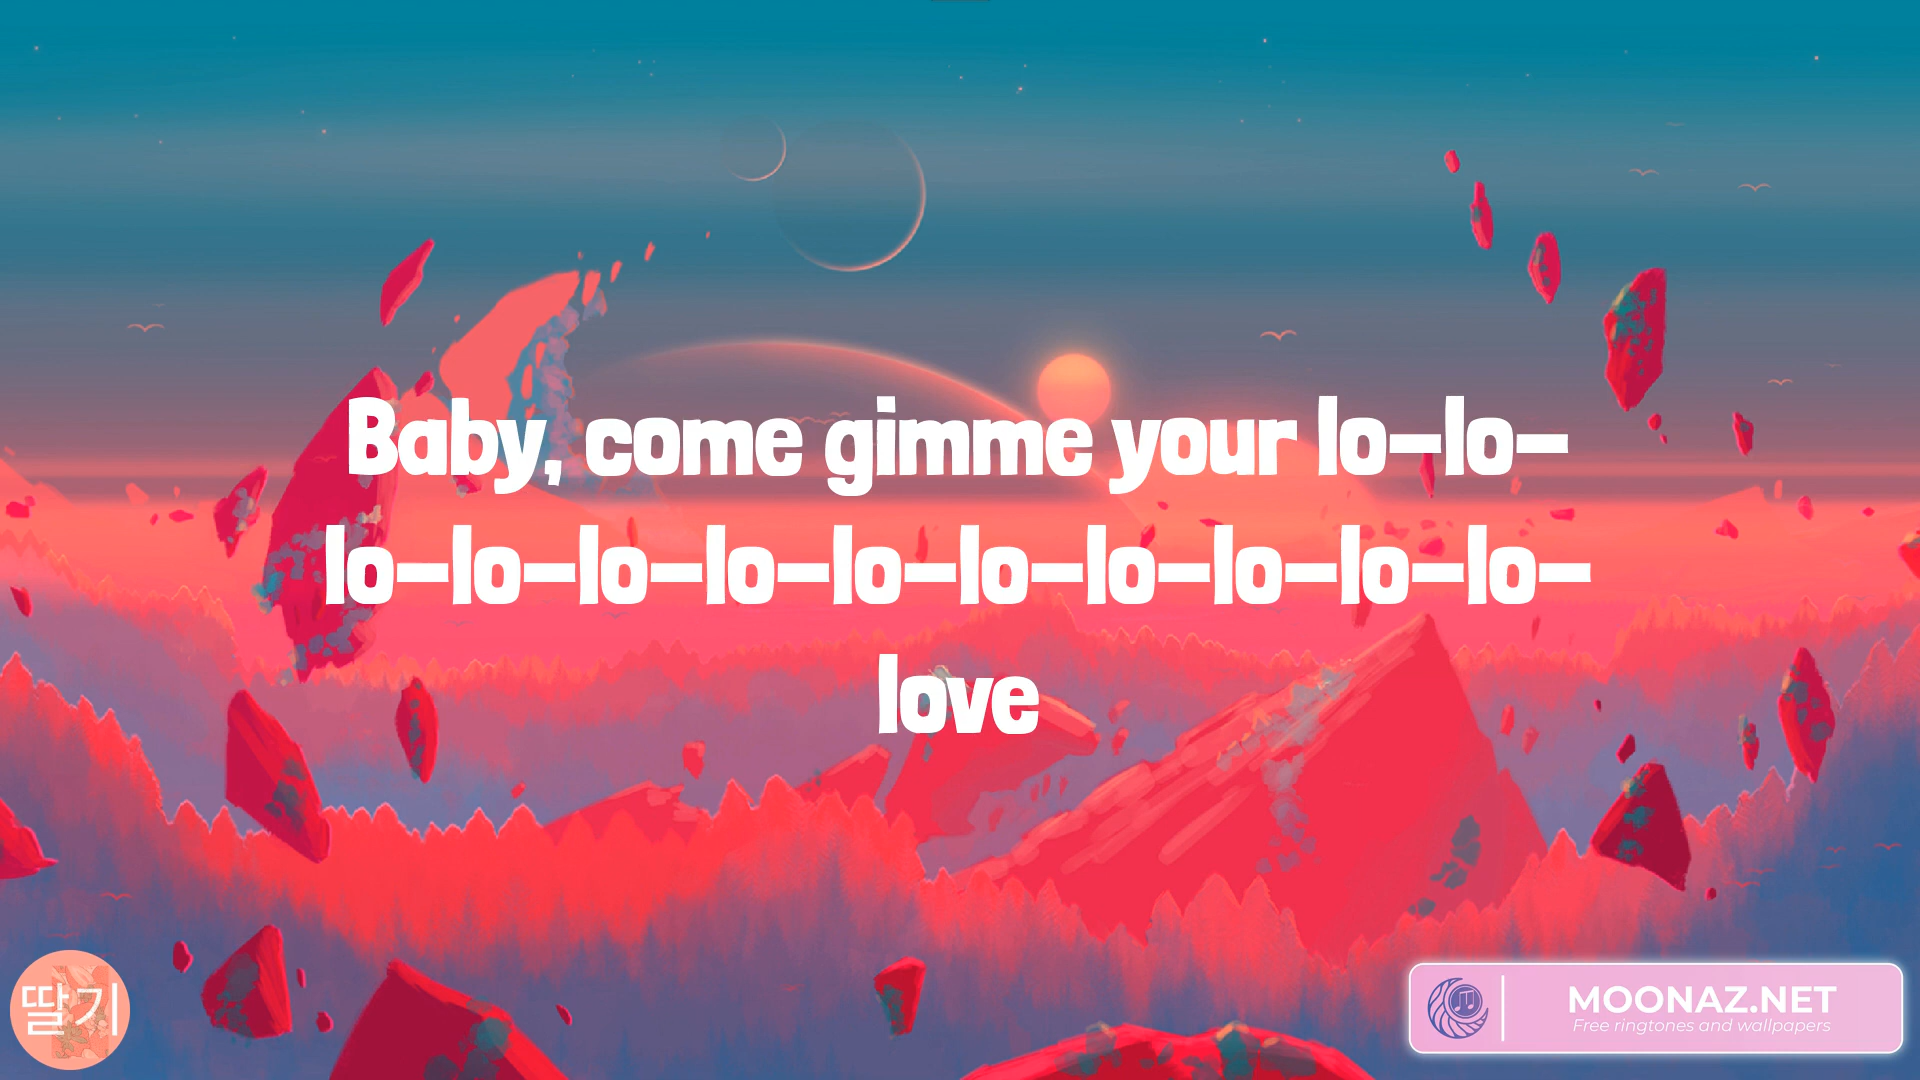 Baby, come gimme your lo-lo-
lo-lo-lo-lo-lo-lo-lo-lo-lo-lo-
love
딸기
MOONAZ.NET
Free ringtones and wallpapers